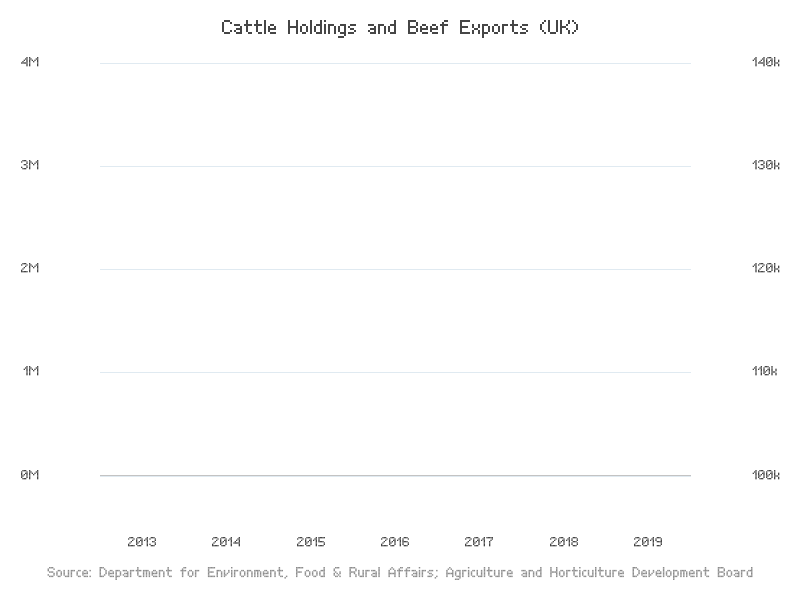 Cattle Holdings and Beef Exports (UK)
4M 140k
3M 130k
2M 120k
1M 110k
0M 100k
2013 2014 2015 2016 2017 2018 2019
Source: Department for Environment, Food & Rural Affairs; Agriculture and Horticulture Development Board